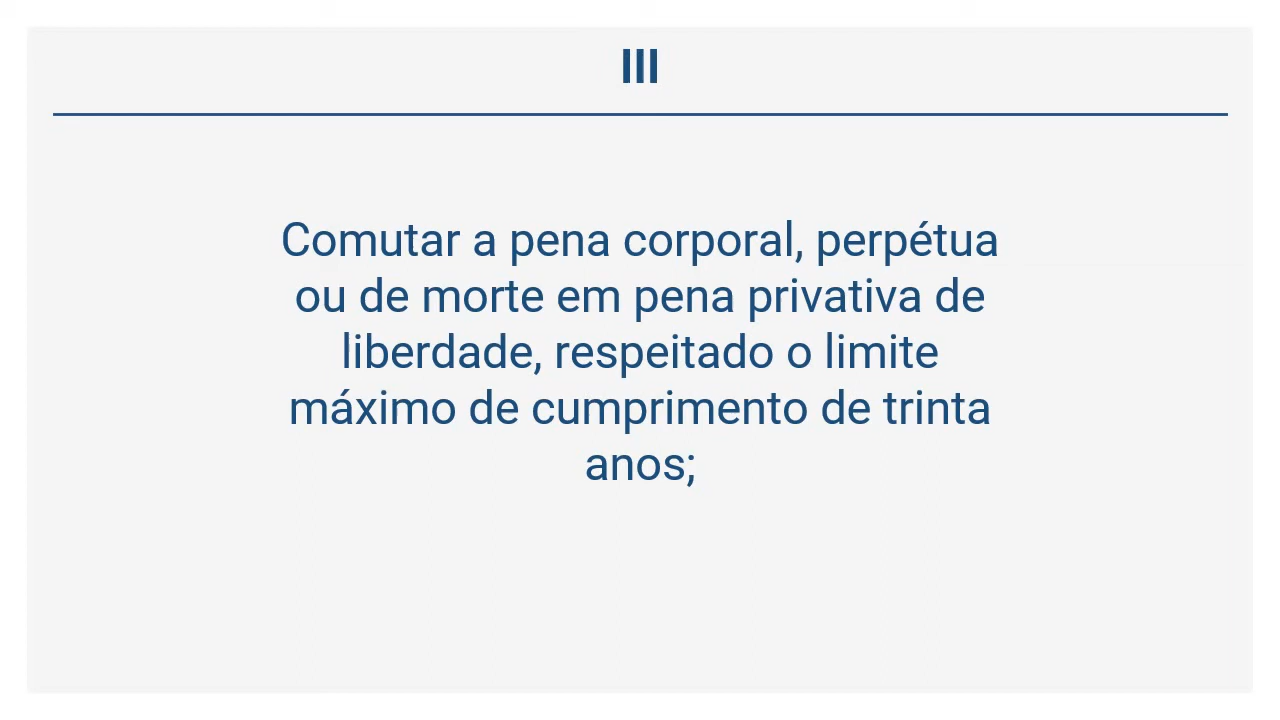 III
Comutar a pena corporal, perpétua
ou de morte em pena privativa de
liberdade, respeitado o limite
máximo de cumprimento de trinta
anos;